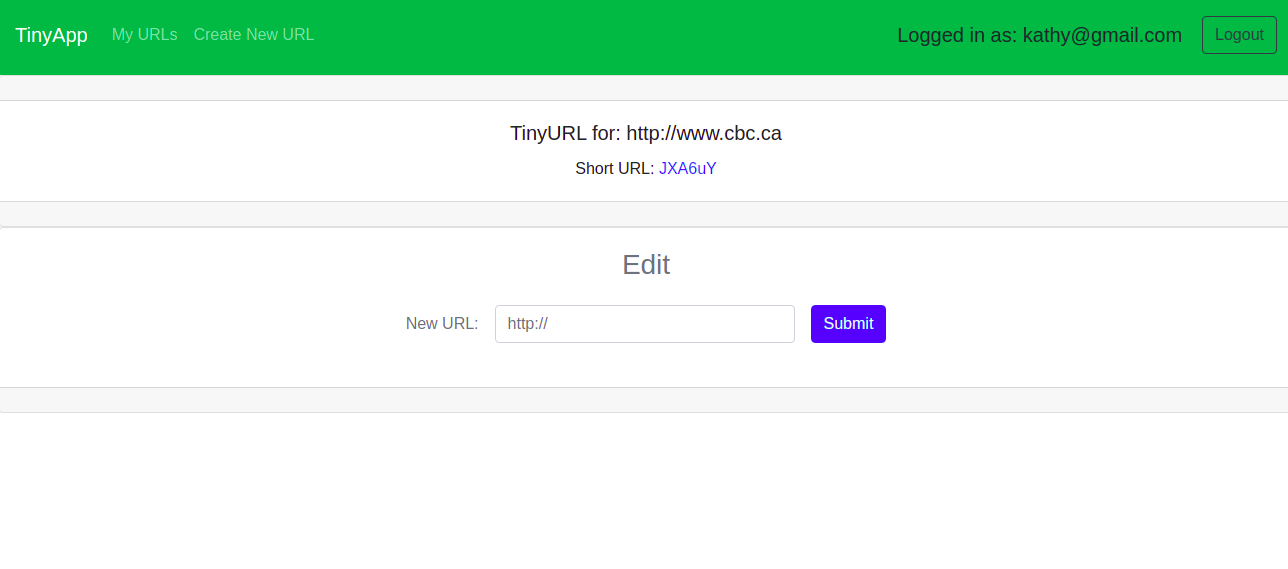 TinyApp My URLs Create New URL Logged in as: kathy@gmail.com Logout
TinyURL for: http://www.cbc.ca
Short URL: JXA6uY
Edit
New URL: http:// Submit